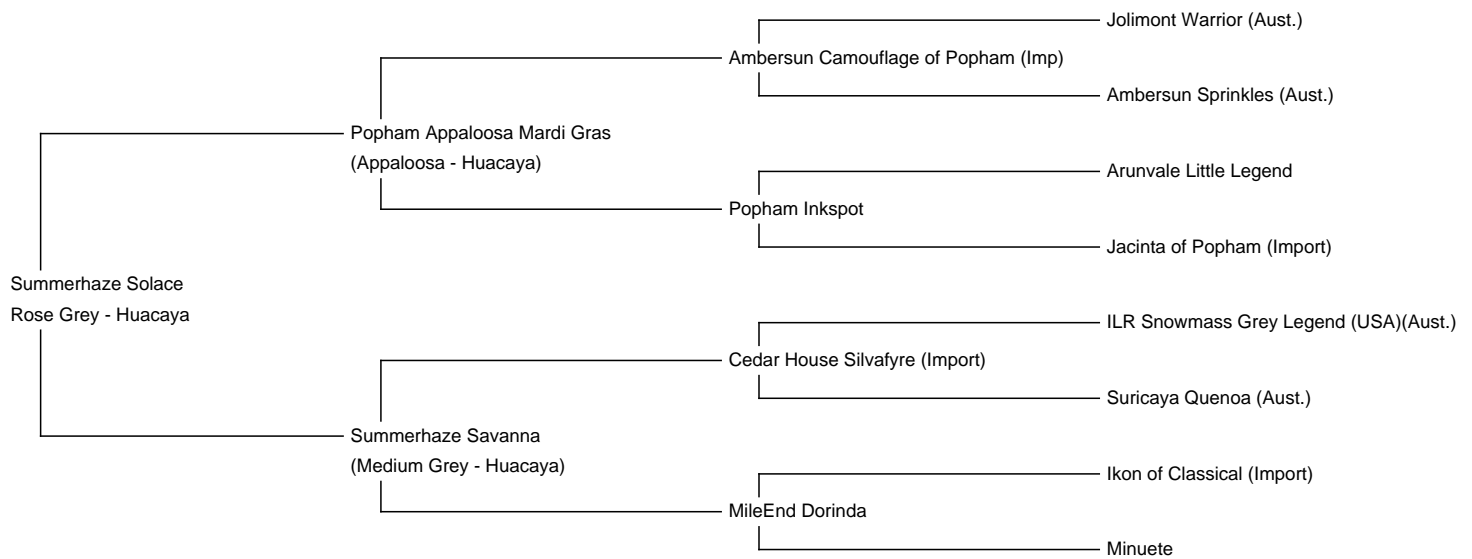 Jolimont Warrior (Aust.)
Ambersun Camouflage of Popham (Imp)
Ambersun Sprinkles (Aust.)
Popham Appaloosa Mardi Gras
(Appaloosa - Huacaya)
Arunvale Little Legend
Popham Inkspot
Jacinta of Popham (Import)
Summerhaze Solace
Rose Grey - Huacaya
ILR Snowmass Grey Legend (USA)(Aust.)
Cedar House Silvafyre (Import)
Suricaya Quenoa (Aust.)
Summerhaze Savanna
(Medium Grey - Huacaya)
Ikon of Classical (Import)
MileEnd Dorinda
Minuete